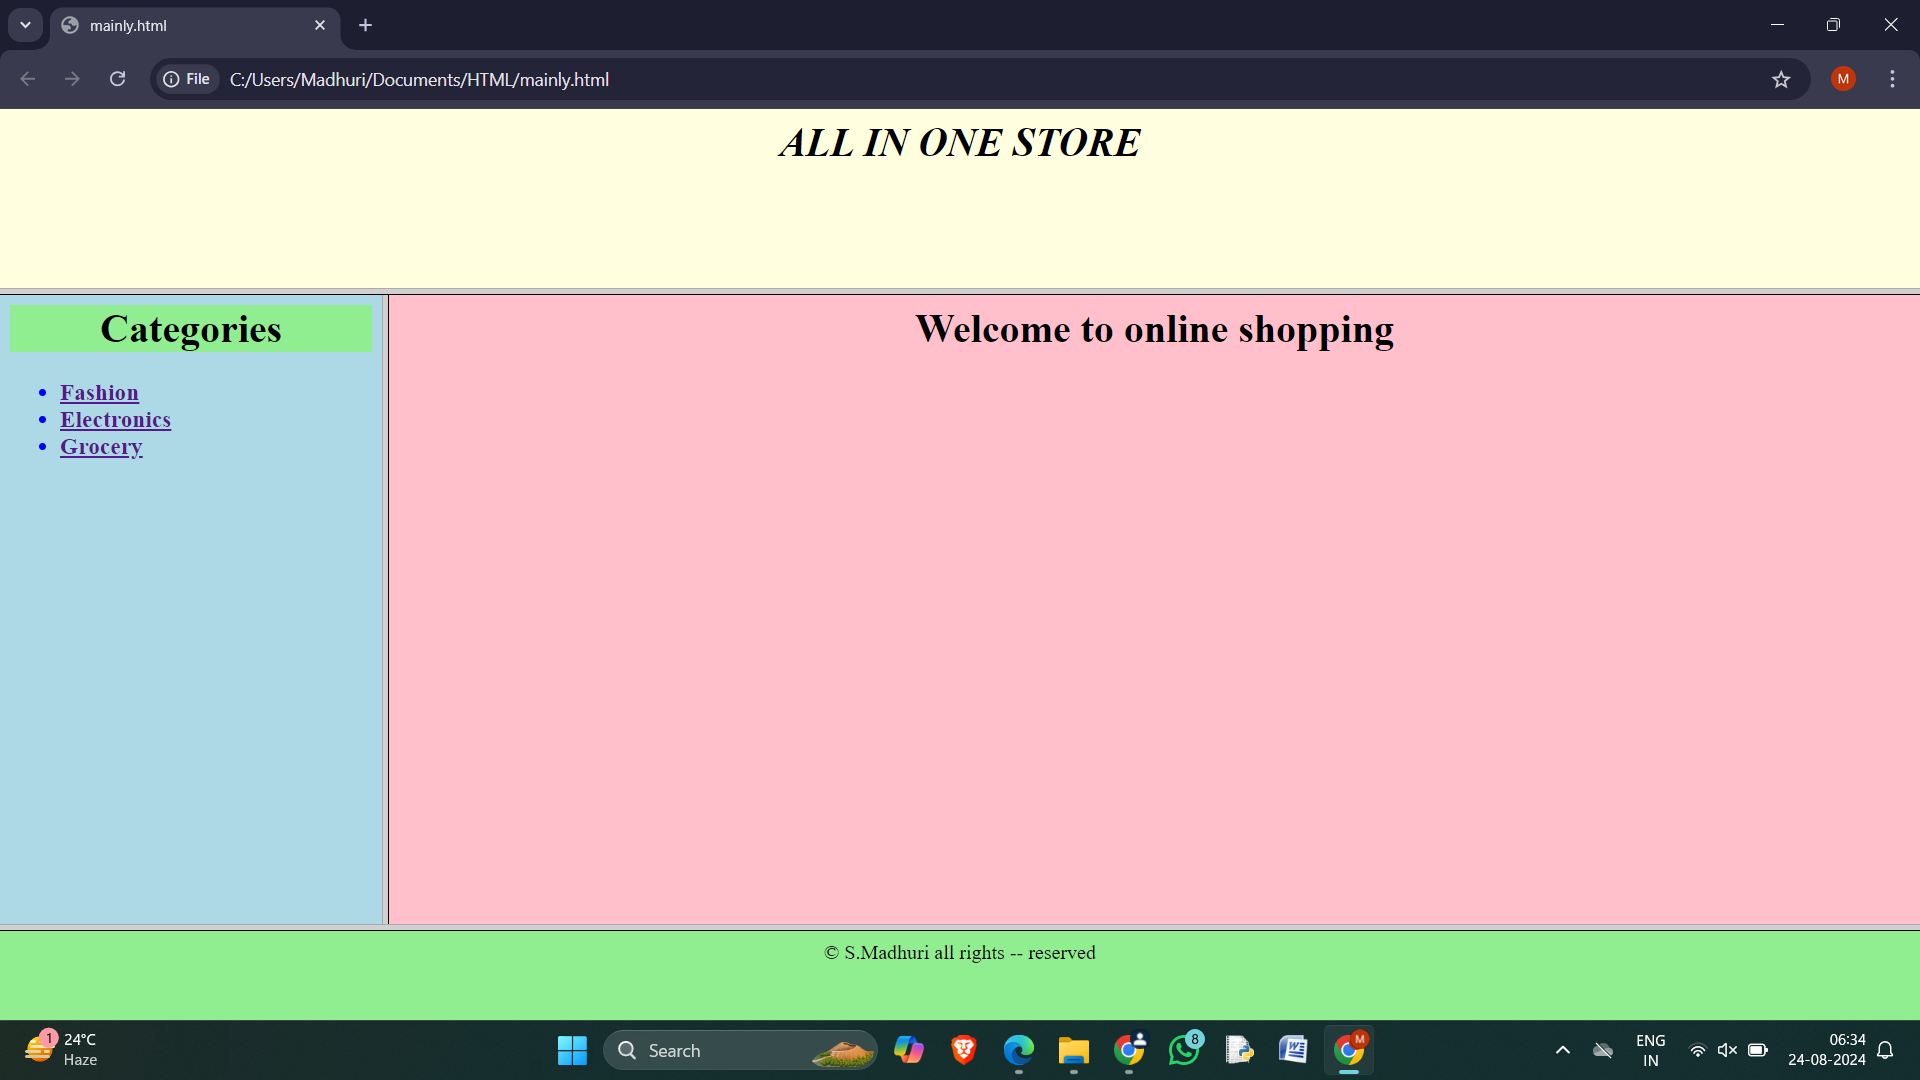 mainly.html
File C:/Users/Madhuri/Documents/HTML/mainly.html M
ALL IN ONE STORE
Categories
Fashion
Electronics
Grocery
Welcome to online shopping
© S.Madhuri all rights -- reserved
1
24°C
Haze
Search
8
M
ENG
IN
06:34
24-08-2024